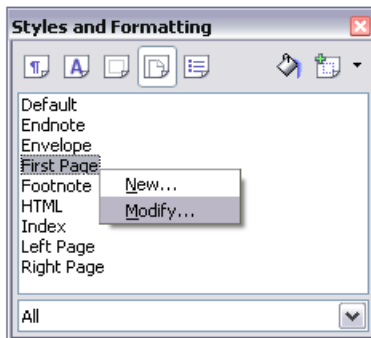 Styles and Formatting
Default
Endnote
Envelope
First Page
Footnote
New...
HTML
Modify...
Index
Left Page
Right Page
All